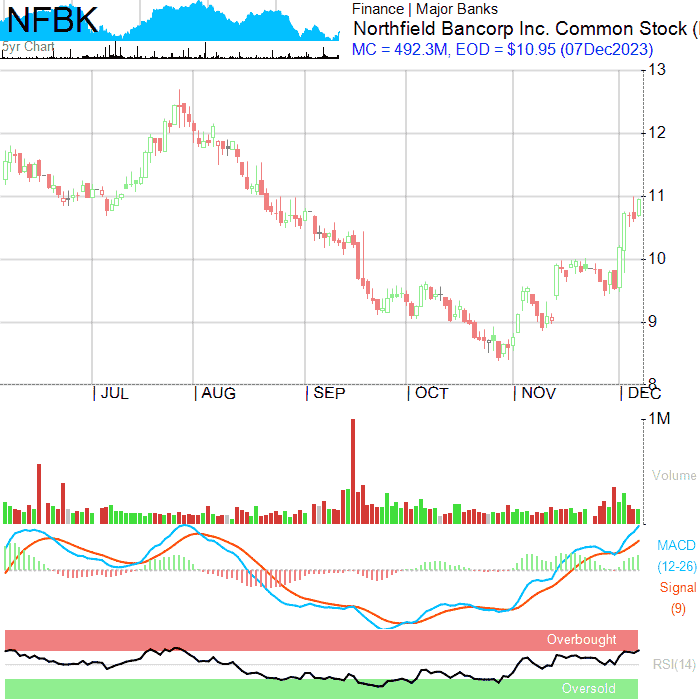 NFBK
5yr Chart
Finance | Major Banks
Northfield Bancorp Inc. Common Stock (
MC = 492.3M, EOD = $10.95 (07Dec2023)
13
12
11
10
9
8
JUL AUG SEP OCT NOV DEC
1M
Volume
MACD
(12-26)
Signal
(9)
Overbought
RSI(14)
Oversold